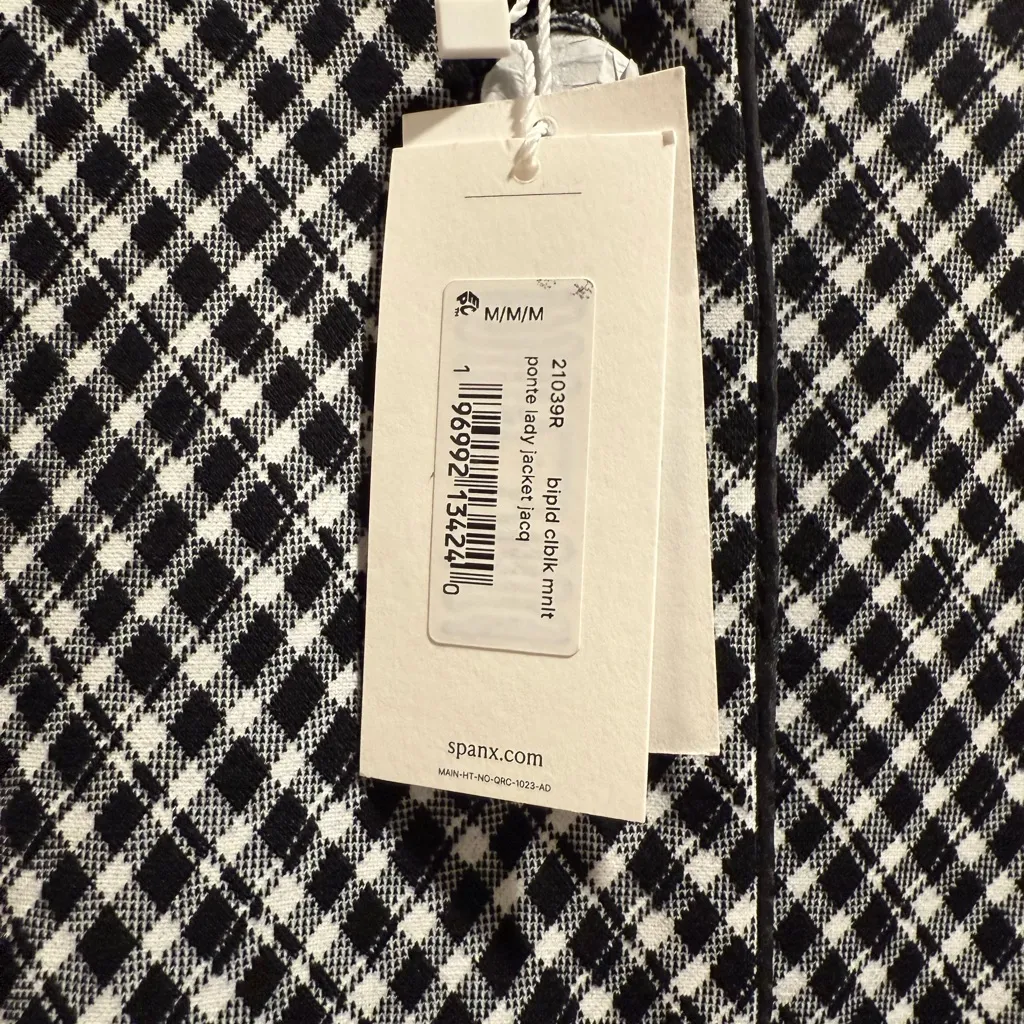 EPC™
M/M/M
21039R bipld clblk mnlt
ponte lady jacket jacq
1 96992 13424 0
spanx.com
MAIN-HT-NO-QRC-1023-AD